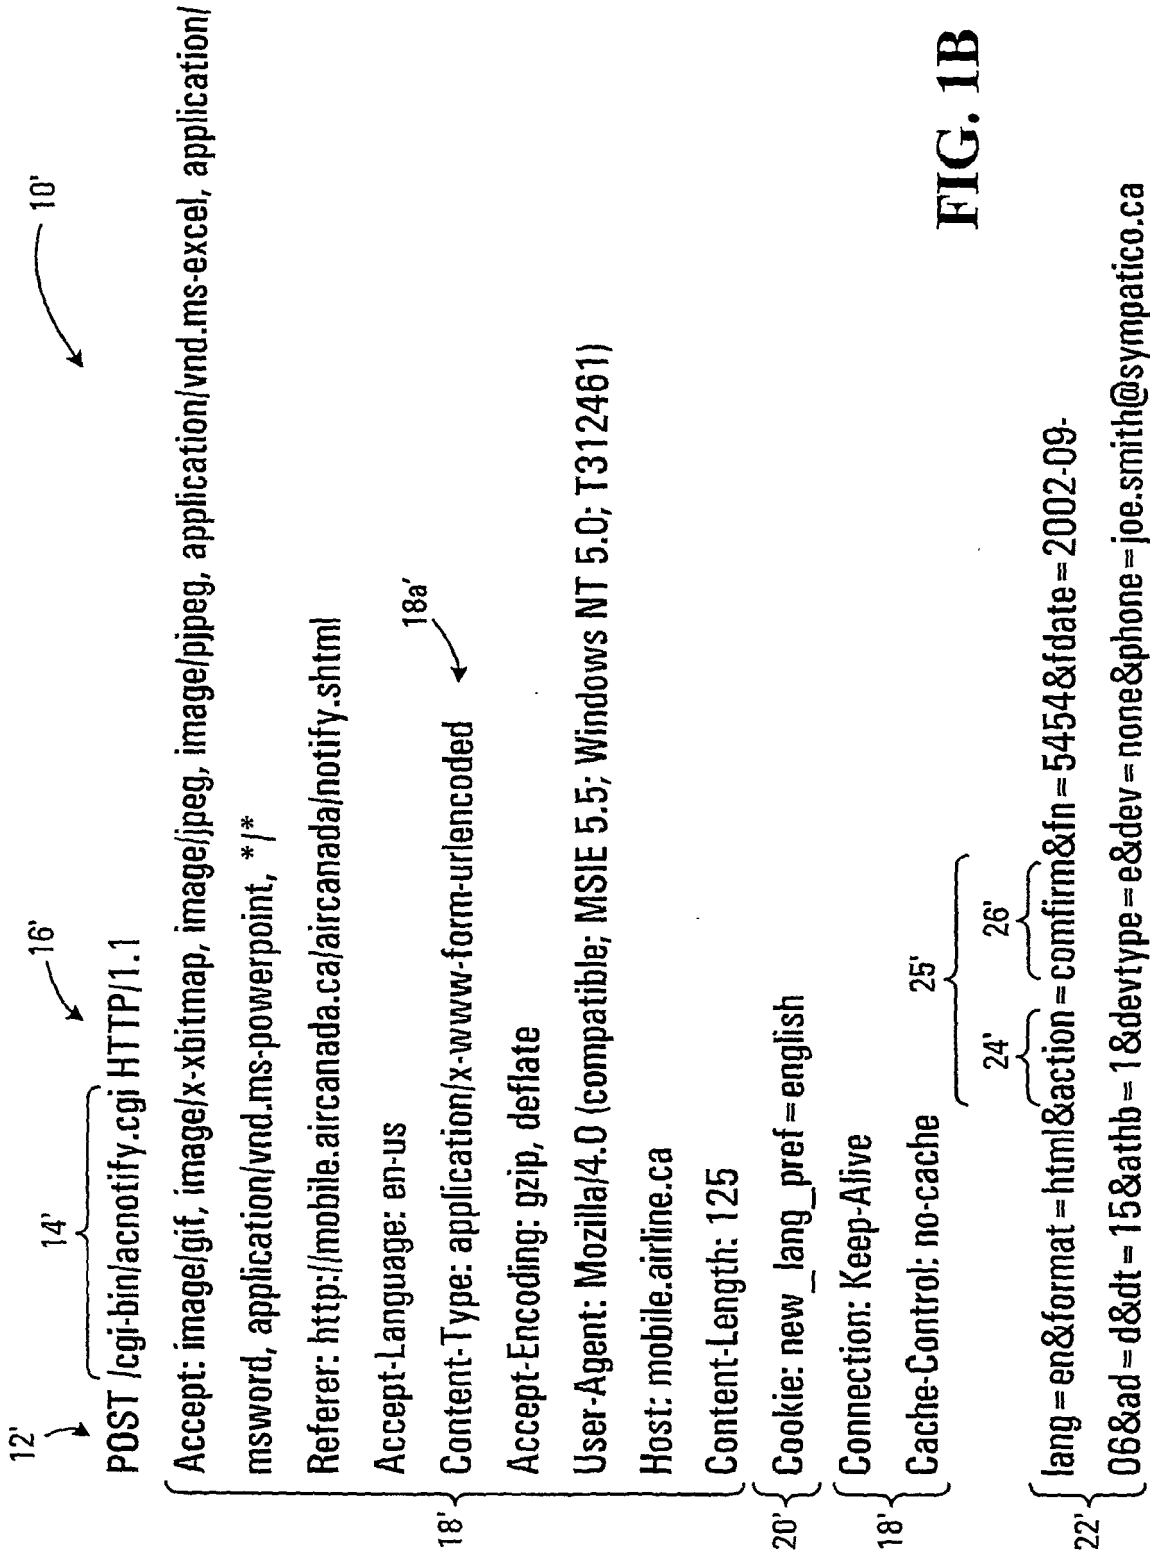 10'
12'
14'
16'
POST /cgi-bin/acnotify.cgi HTTP/1.1
Accept: image/gif, image/x-xbitmap, image/jpeg, image/pjpeg, application/vnd.ms-excel, application/
msword, application/vnd.ms-powerpoint, */*
Referer: http://mobile.aircanada.ca/aircanada/notify.shtml
Accept-Language: en-us
18a'
Content-Type: application/x-www-form-urlencoded
Accept-Encoding: gzip, deflate
User-Agent: Mozilla/4.0 (compatible; MSIE 5.5; Windows NT 5.0; T312461)
Host: mobile.airline.ca
Content-Length: 125
18'
20'
Cookie: new_lang_pref=english
Connection: Keep-Alive
Cache-Control: no-cache
18'
25'
24'
26'
lang=en&format=html&action=comfirm&fn=5454&fdate=2002-09-
06&ad=d&dt=15&athb=1&devtype=e&dev=none&phone=joe.smith@sympatico.ca
22'
FIG. 1B